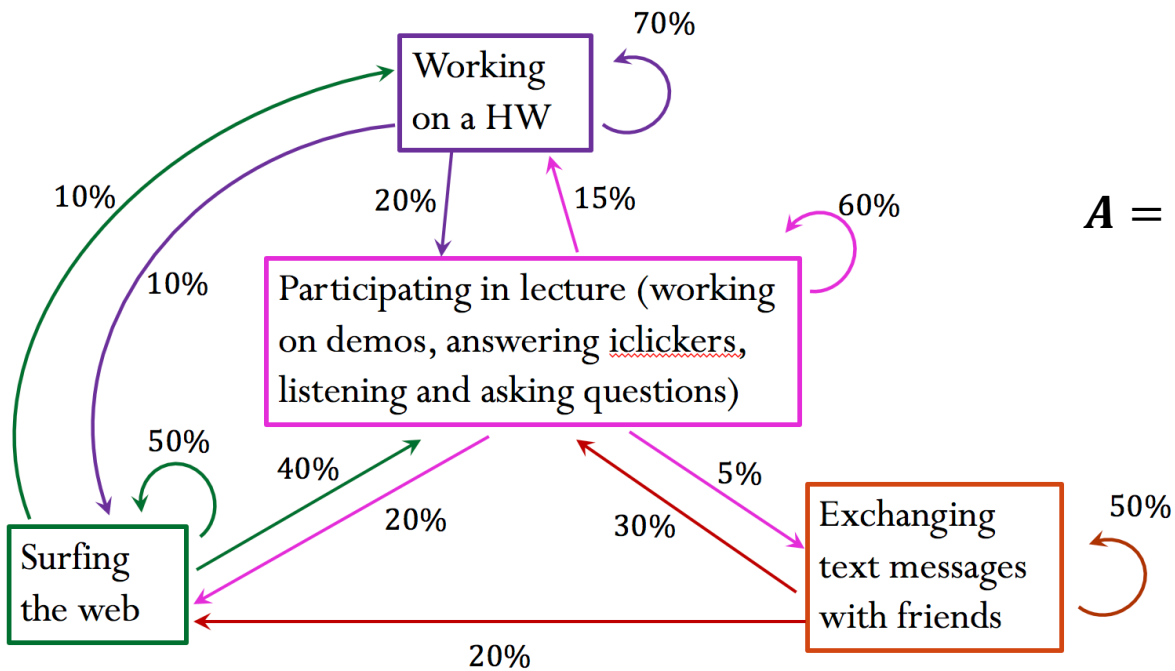 70%
Working
on a HW
10%
20%
15%
60%
A =
10%
Participating in lecture (working
on demos, answering iclickers,
listening and asking questions)
50%
40%
20%
5%
30%
50%
Surfing
the web
Exchanging
text messages
with friends
20%